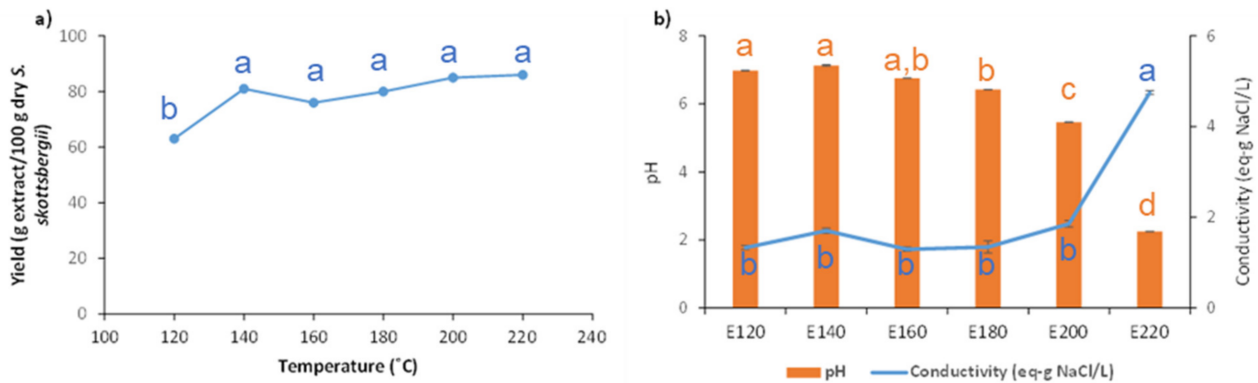 a)
100
80
60
40
20
0
Yield (g extract/100 g dry S.
skottsbergii)
b
a
a
a
a
a
100
120
140
160
180
200
220
240
Temperature (˚C)
b)
8
6
4
2
0
pH
a
a
a,b
b
c
d
b
b
b
b
b
a
6
4
2
0
Conductivity (eq-g NaCl/L)
E120
E140
E160
E180
E200
E220
pH
Conductivity (eq-g NaCl/L)